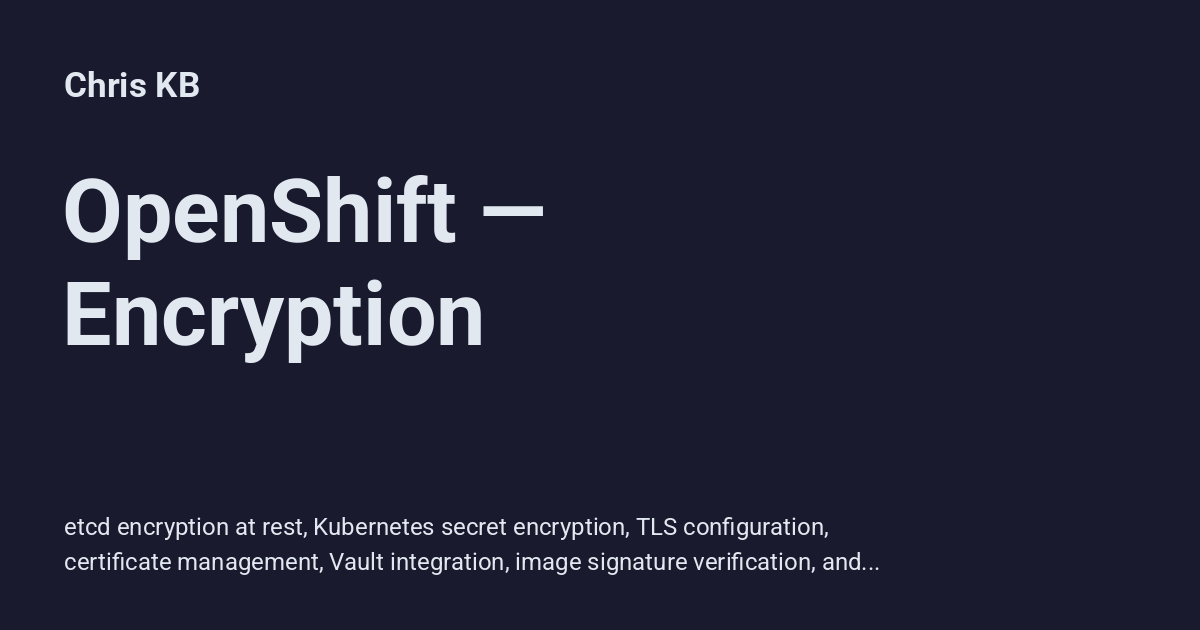 Chris KB
OpenShift —
Encryption
etcd encryption at rest, Kubernetes secret encryption, TLS configuration,
certificate management, Vault integration, image signature verification, and...